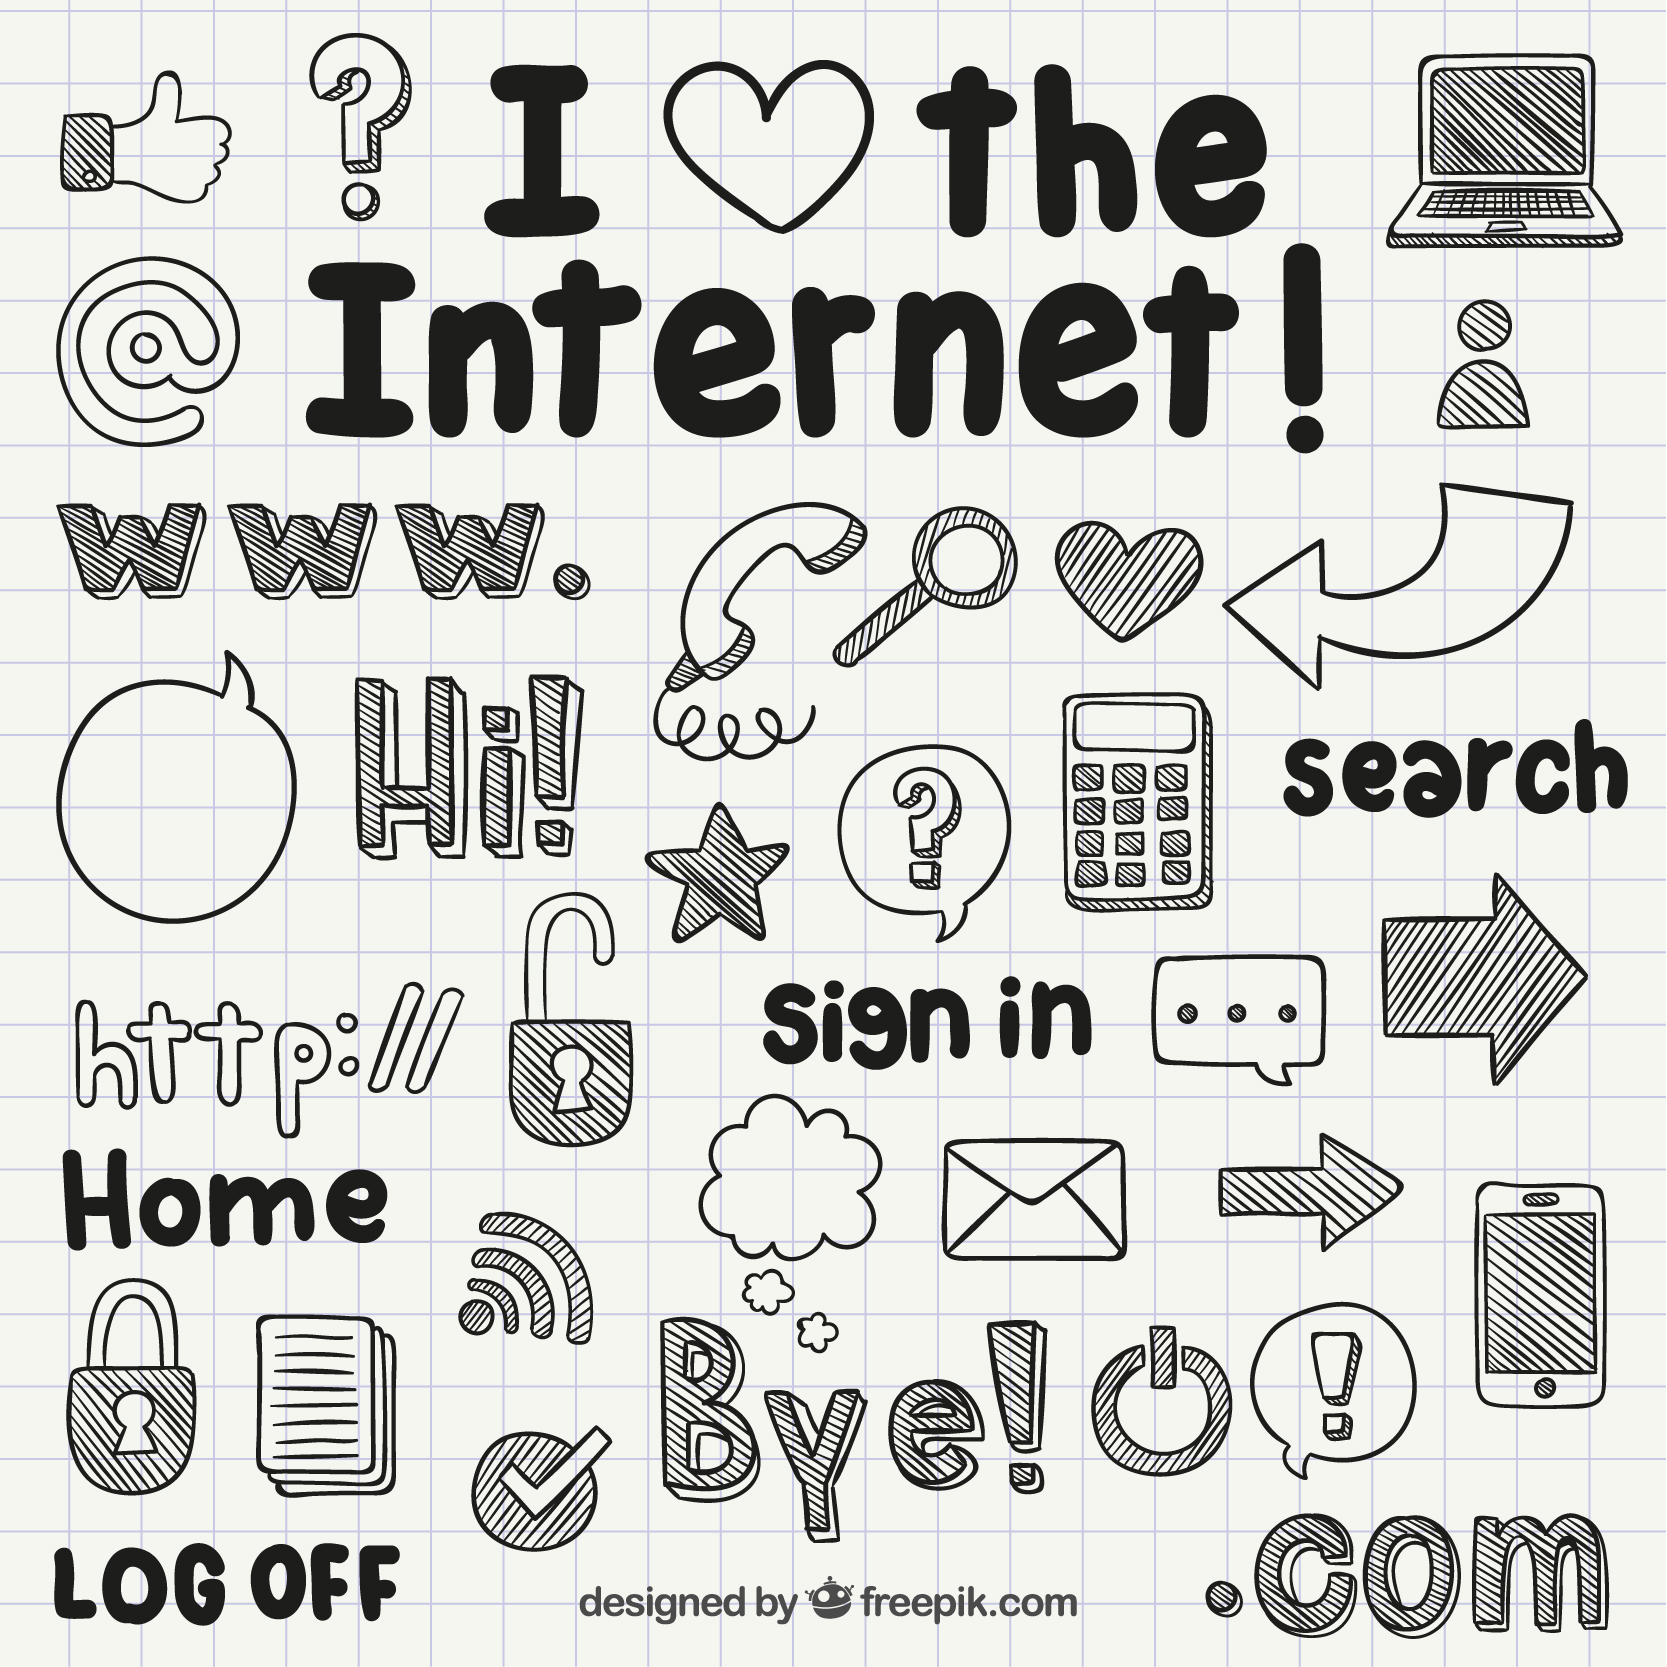 ?
I the
@
Internet!
www.
Hi!
?
search
http://
sign in
...
Home
Bye!
!
.com
LOG OFF
designed by freepik.com